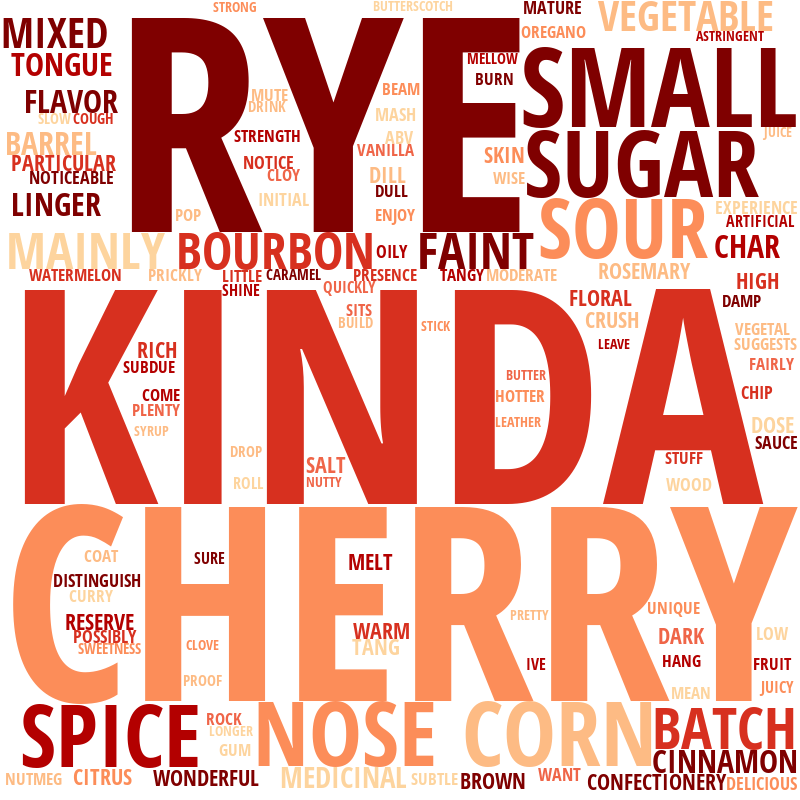 STRONG
BUTTERSCOTCH
MATURE
VEGETABLE
MIXED
RYE
OREGANO
ASTRINGENT
TONGUE
MELLOW
SMALL
BURN
FLAVOR
MUTE
BEAM
DRINK
SLOW
COUGH
MASH
BARREL
STRENGTH
ABV
SUGAR
JUICE
PARTICULAR
NOTICE
VANILLA
SKIN
NOTICEABLE
CLOY
DILL
WISE
LINGER
INITIAL
DULL
POP
ENJOY
SOUR
EXPERIENCE
ARTIFICIAL
MAINLY
BOURBON
OILY
FAINT
CHAR
WATERMELON
PRICKLY
LITTLE
CARAMEL
PRESENCE
TANGY
MODERATE
ROSEMARY
SHINE
QUICKLY
HIGH
KINDA
FLORAL
DAMP
SITS
BUILD
STICK
CRUSH
VEGETAL
LEAVE
SUGGESTS
RICH
SUBDUE
FAIRLY
BUTTER
COME
HOTTER
CHIP
PLENTY
SYRUP
LEATHER
DOSE
SAUCE
DROP
SALT
STUFF
ROLL
NUTTY
WOOD
CHERRY
COAT
SURE
MELT
DISTINGUISH
CURRY
RESERVE
UNIQUE
PRETTY
POSSIBLY
WARM
DARK
LOW
SWEETNESS
CLOVE
TANG
IVE
HANG
FRUIT
PROOF
MEAN
JUICY
SPICE
ROCK
NOSE
CORN
BATCH
LONGER
GUM
CINNAMON
NUTMEG
CITRUS
WONDERFUL
MEDICINAL
SUBTLE
BROWN
WANT
CONFECTIONERY
DELICIOUS